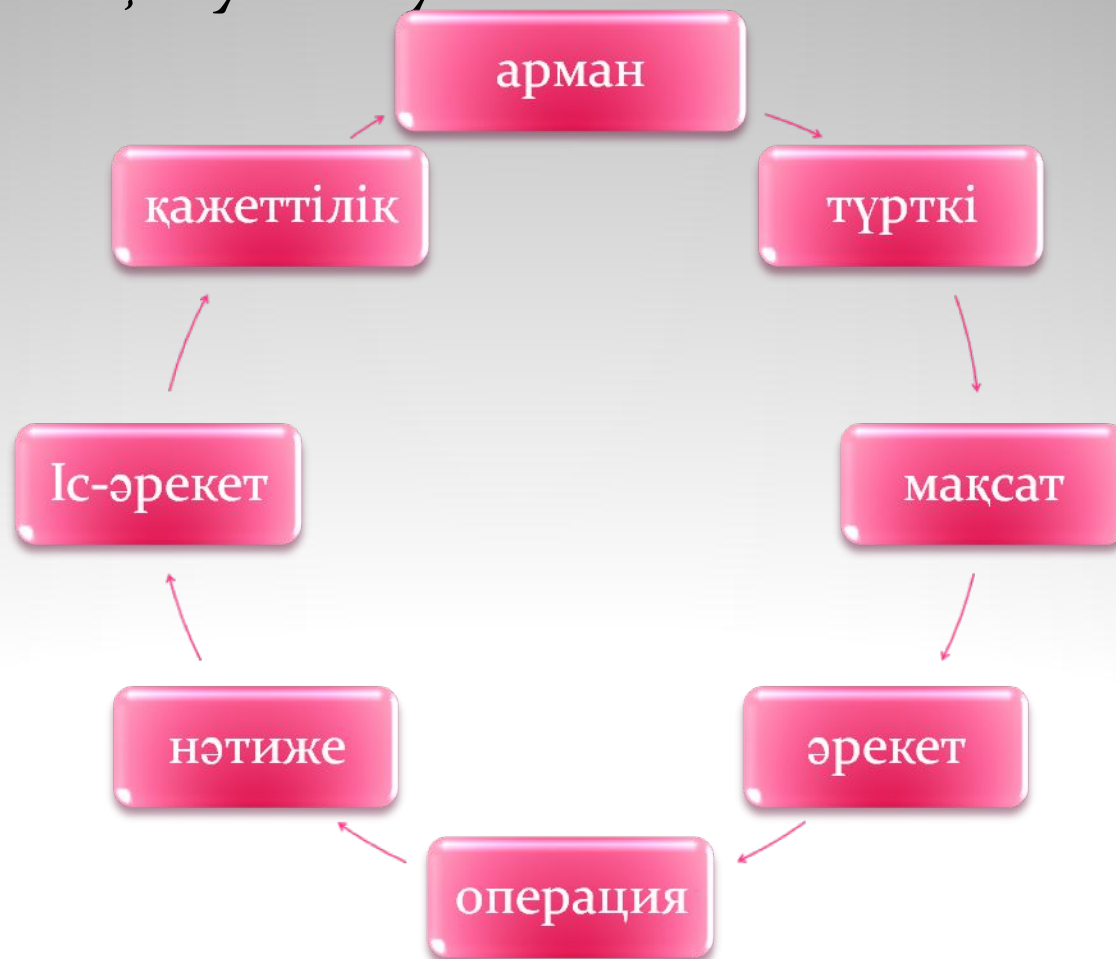 арман
қажеттілік
түрткі
Іс-әрекет
мақсат
нәтиже
әрекет
операция